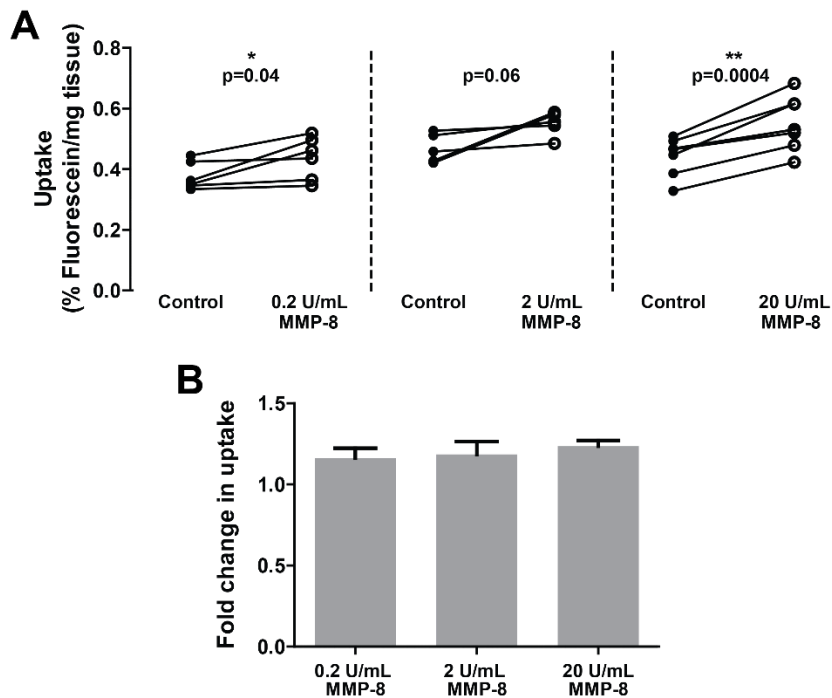 A
Uptake
(% Fluorescein/mg tissue)
0.8
0.6
0.4
0.2
0.0
*
p=0.04
p=0.06
**
p=0.0004
Control
0.2 U/mL
MMP-8
Control
2 U/mL
MMP-8
Control
20 U/mL
MMP-8
B
Fold change in uptake
1.5
1.0
0.5
0.0
0.2 U/mL
MMP-8
2 U/mL
MMP-8
20 U/mL
MMP-8